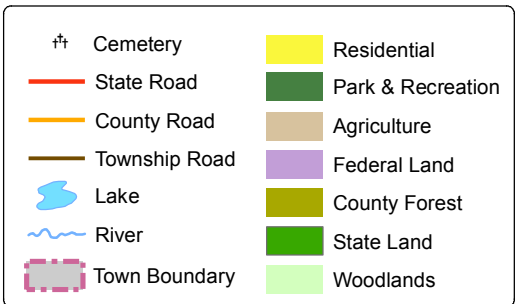 Cemetery
State Road
County Road
Township Road
Lake
River
Town Boundary
Residential
Park & Recreation
Agriculture
Federal Land
County Forest
State Land
Woodlands